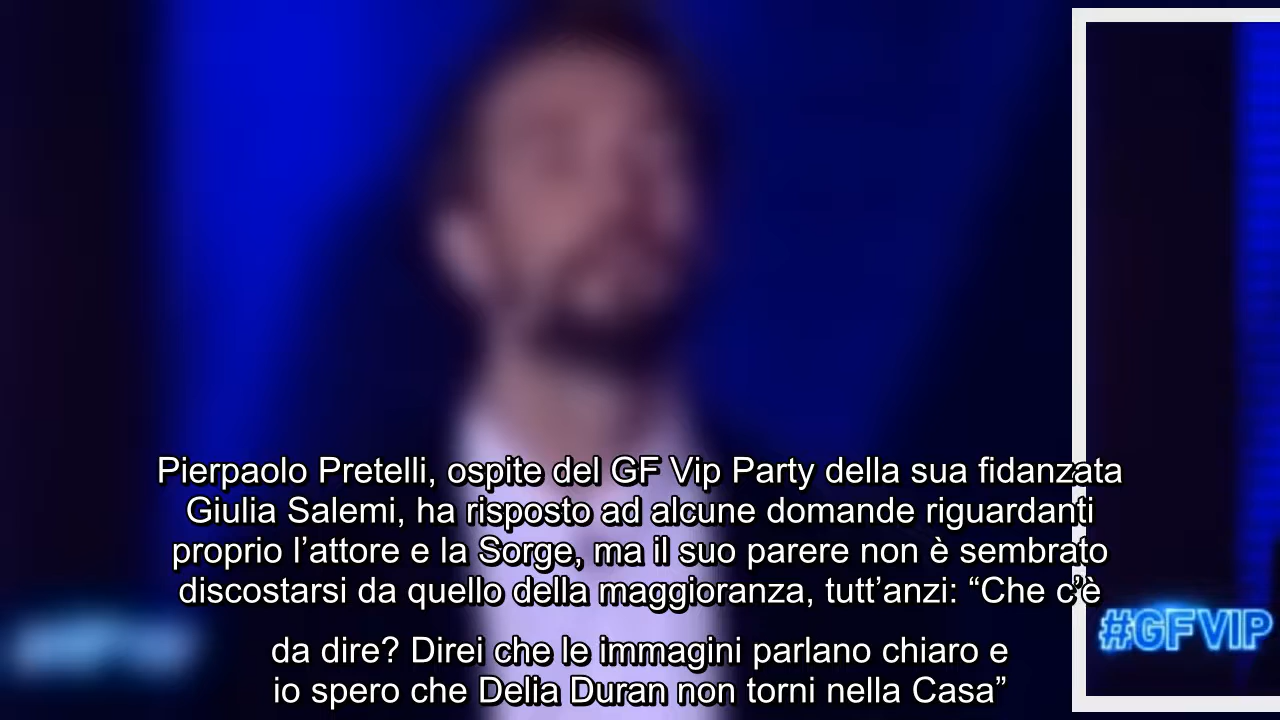 Pierpaolo Pretelli, ospite del GF Vip Party della sua fidanzata
Giulia Salemi, ha risposto ad alcune domande riguardanti
proprio l’attore e la Sorge, ma il suo parere non è sembrato
discostarsi da quello della maggioranza, tutt’anzi: “Che c’è
#GFVIP
da dire? Direi che le immagini parlano chiaro e
io spero che Delia Duran non torni nella Casa”